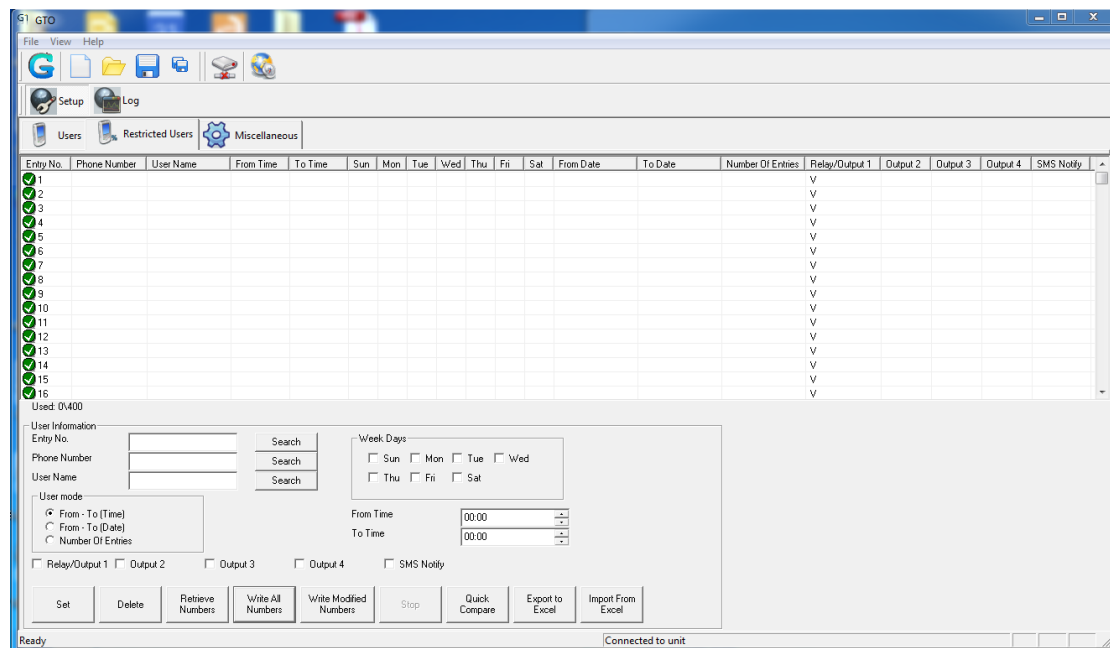 G1 GTO
File View Help
Setup Log
Users Restricted Users Miscellaneous
Entry No. Phone Number User Name From Time To Time Sun Mon Tue Wed Thu Fri Sat From Date To Date Number Of Entries Relay/Output 1 Output 2 Output 3 Output 4 SMS Notify
1 V
2 V
3 V
4 V
5 V
6 V
7 V
8 V
9 V
10 V
11 V
12 V
13 V
14 V
15 V
16 V
Used: 0\400
User Information
Entry No. Search Week Days
Phone Number Search Sun Mon Tue Wed
User Name Search Thu Fri Sat
User mode
From - To (Time) From Time 00:00
From - To (Date) To Time 00:00
Number Of Entries
Relay/Output 1 Output 2 Output 3 Output 4 SMS Notify
Set Delete Retrieve Numbers Write All Numbers Write Modified Numbers Stop Quick Compare Export to Excel Import From Excel
Ready Connected to unit